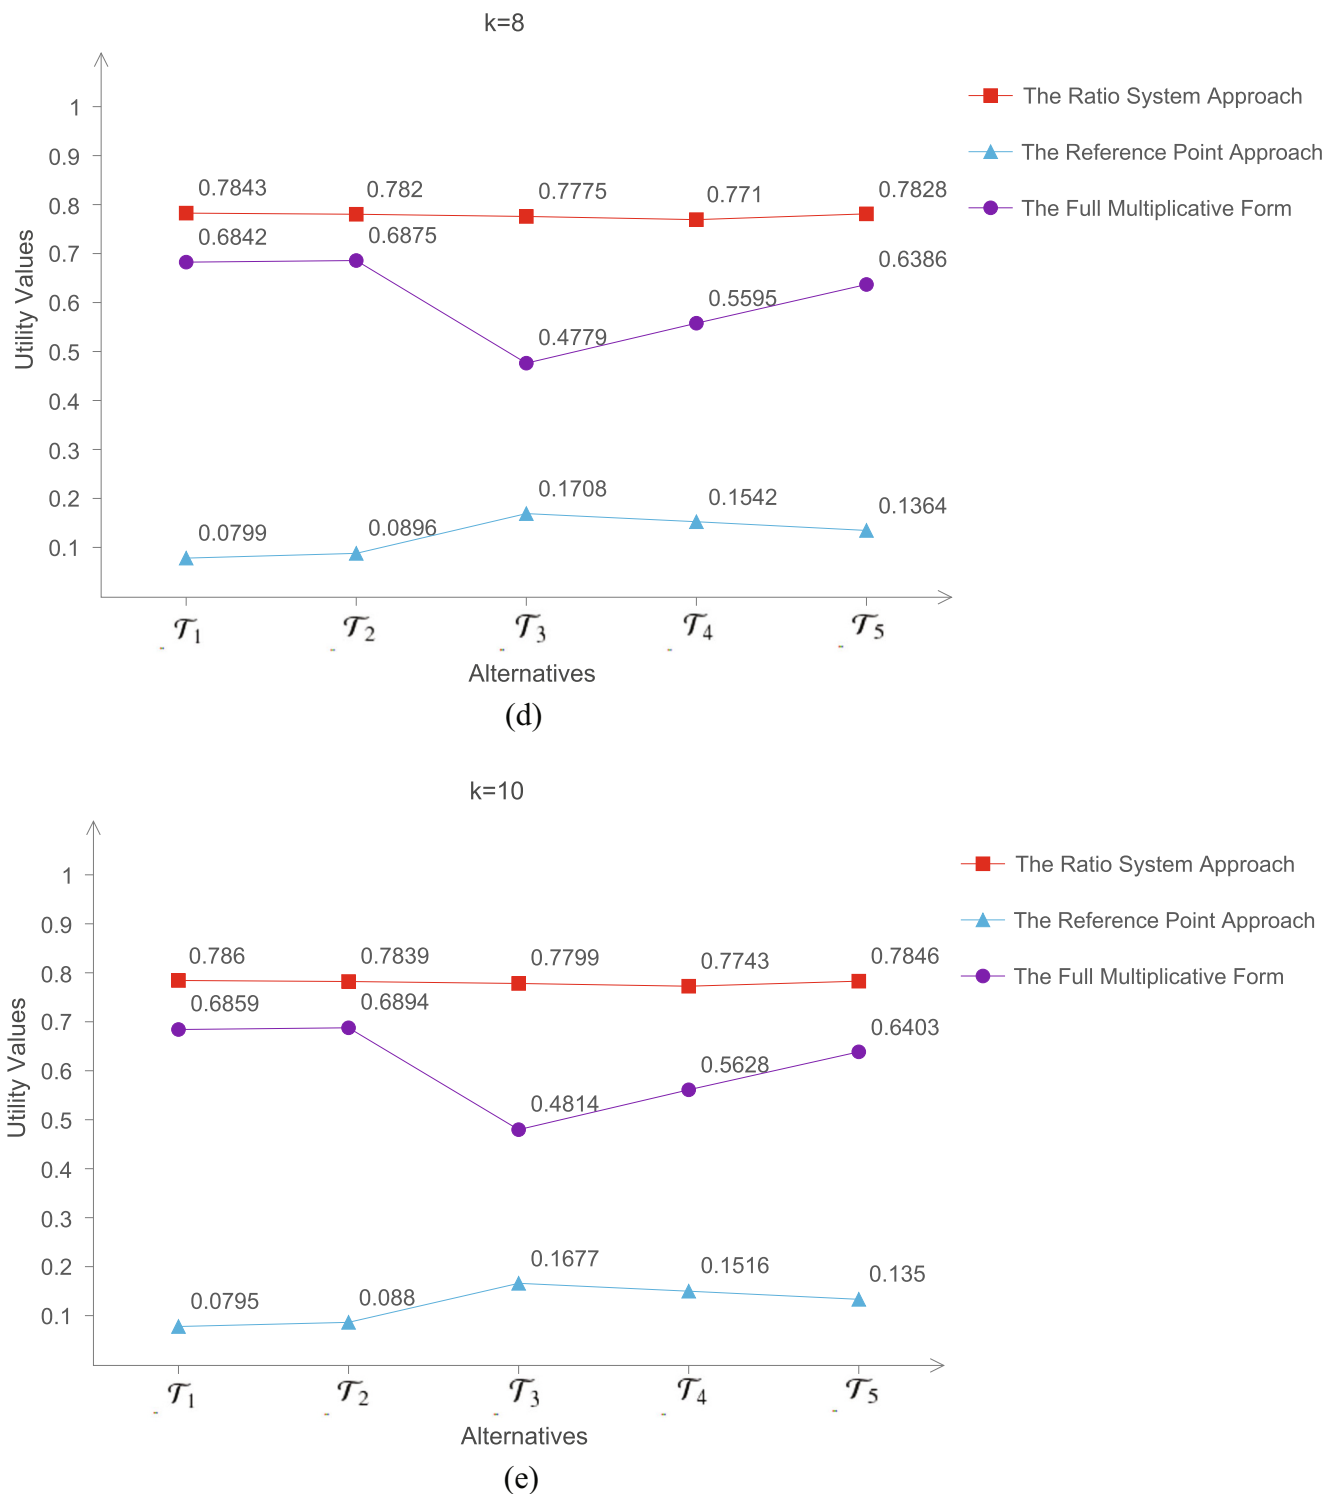 k=8
The Ratio System Approach
The Reference Point Approach
The Full Multiplicative Form
Utility Values
1
0.9
0.8
0.7
0.6
0.5
0.4
0.3
0.2
0.1
0.7843 0.782 0.7775 0.771 0.7828
0.6842 0.6875 0.4779 0.5595 0.6386
0.0799 0.0896 0.1708 0.1542 0.1364
𝒯1 𝒯2 𝒯3 𝒯4 𝒯5
Alternatives
(d)
k=10
The Ratio System Approach
The Reference Point Approach
The Full Multiplicative Form
Utility Values
1
0.9
0.8
0.7
0.6
0.5
0.4
0.3
0.2
0.1
0.786 0.7839 0.7799 0.7743 0.7846
0.6859 0.6894 0.4814 0.5628 0.6403
0.0795 0.088 0.1677 0.1516 0.135
𝒯1 𝒯2 𝒯3 𝒯4 𝒯5
Alternatives
(e)